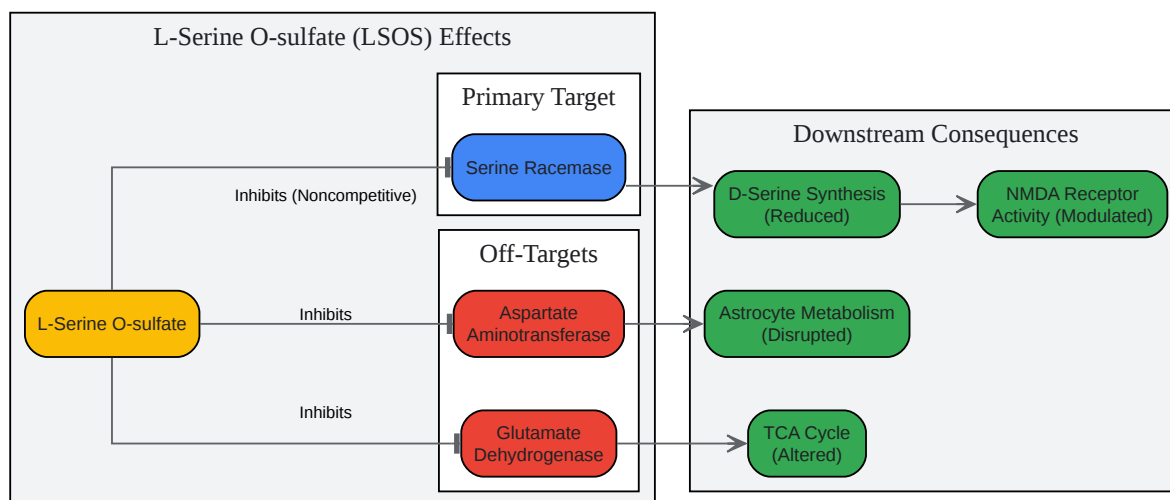 L-Serine O-sulfate (LSOS) Effects
Primary Target
Serine Racemase
Inhibits (Noncompetitive)
Off-Targets
L-Serine O-sulfate
Inhibits
Aspartate
Aminotransferase
Inhibits
Glutamate
Dehydrogenase
Downstream Consequences
D-Serine Synthesis
(Reduced)
NMDA Receptor
Activity (Modulated)
Astrocyte Metabolism
(Disrupted)
TCA Cycle
(Altered)